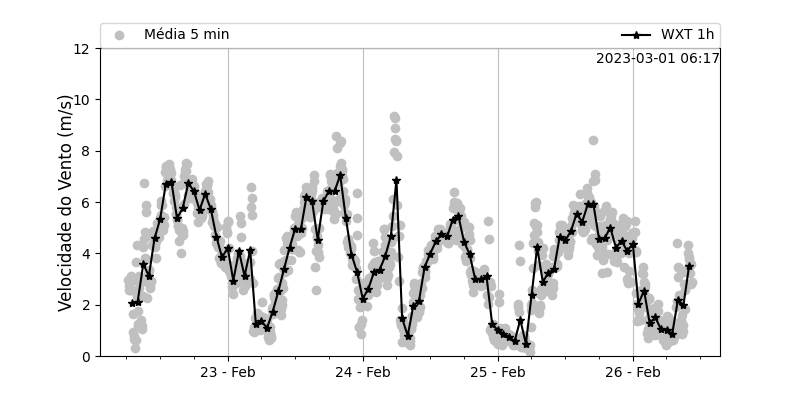 Média 5 min
WXT 1h
2023-03-01 06:17
Velocidade do Vento (m/s)
12
10
8
6
4
2
0
23 - Feb
24 - Feb
25 - Feb
26 - Feb